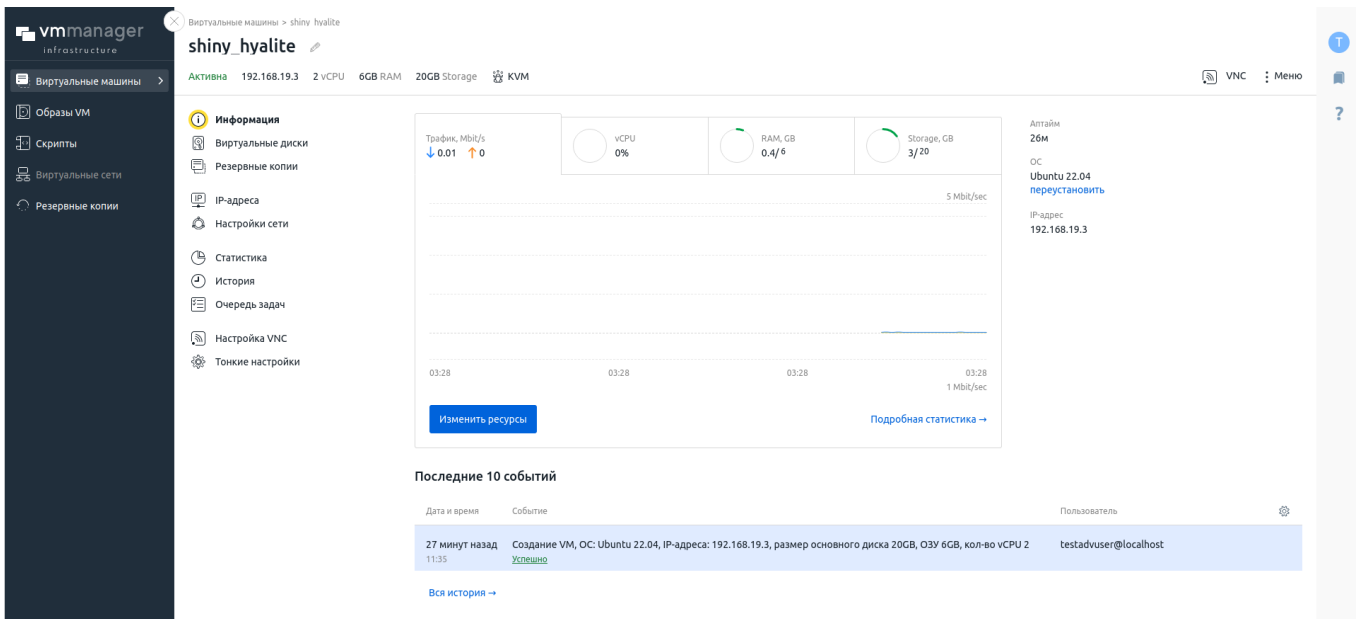 vmmanager
infrastructure
Виртуальные машины
Образы VM
Скрипты
Виртуальные сети
Резервные копии
Виртуальные машины > shiny_hyalite
shiny_hyalite
Активна 192.168.19.3 2 vCPU 6GB RAM 20GB Storage KVM
VNC Меню
T
?
Информация
Виртуальные диски
Резервные копии
IP-адреса
Настройки сети
Статистика
История
Очередь задач
Настройка VNC
Тонкие настройки
Трафик, Mbit/s
↓ 0.01 ↑ 0
vCPU
0%
RAM, GB
0.4/ 6
Storage, GB
3/ 20
5 Mbit/sec
03:28 03:28 03:28 03:28
1 Mbit/sec
Изменить ресурсы
Подробная статистика →
Аптайм
26м
ОС
Ubuntu 22.04
переустановить
IP-адрес
192.168.19.3
Последние 10 событий
Дата и время Событие Пользователь
27 минут назад Создание VM, ОС: Ubuntu 22.04, IP-адреса: 192.168.19.3, размер основного диска 20GB, ОЗУ 6GB, кол-во vCPU 2 testadvuser@localhost
11:35 Успешно
Вся история →